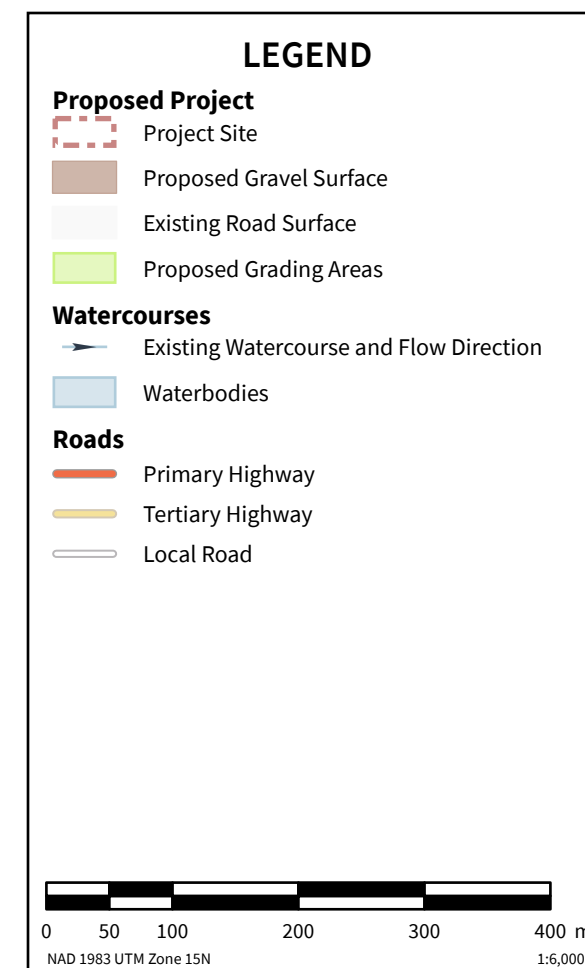 LEGEND
Proposed Project
Project Site
Proposed Gravel Surface
Existing Road Surface
Proposed Grading Areas
Watercourses
Existing Watercourse and Flow Direction
Waterbodies
Roads
Primary Highway
Tertiary Highway
Local Road
0 50 100 200 300 400 m
NAD 1983 UTM Zone 15N 1:6,000